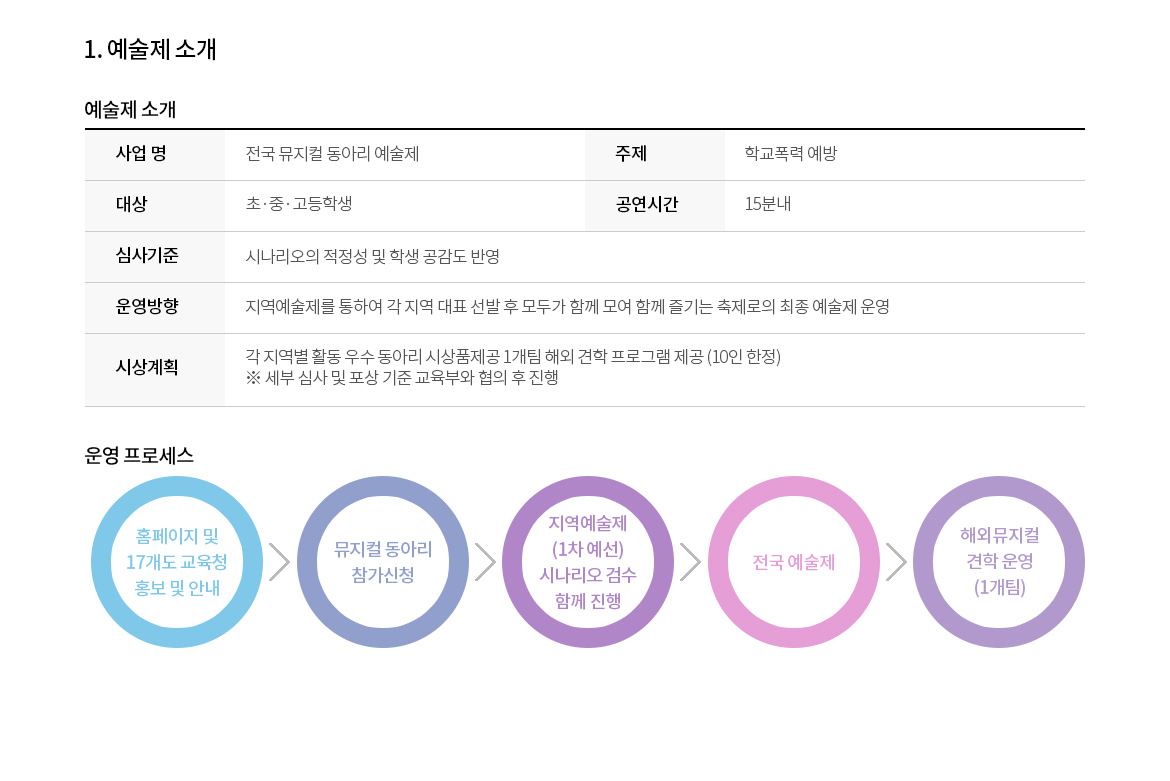 1. 예술제 소개
예술제 소개
사업 명 전국 뮤지컬 동아리 예술제 주제 학교폭력 예방
대상 초·중·고등학생 공연시간 15분내
심사기준 시나리오의 적정성 및 학생 공감도 반영
운영방향 지역예술제를 통하여 각 지역 대표 선발 후 모두가 함께 모여 함께 즐기는 축제로의 최종 예술제 운영
시상계획 각 지역별 활동 우수 동아리 시상품제공 1개팀 해외 견학 프로그램 제공 (10인 한정)
※ 세부 심사 및 포상 기준 교육부와 협의 후 진행
운영 프로세스
홈페이지 및
17개도 교육청
홍보 및 안내
뮤지컬 동아리
참가신청
지역예술제
(1차 예선)
시나리오 검수
함께 진행
전국 예술제
해외뮤지컬
견학 운영
(1개팀)